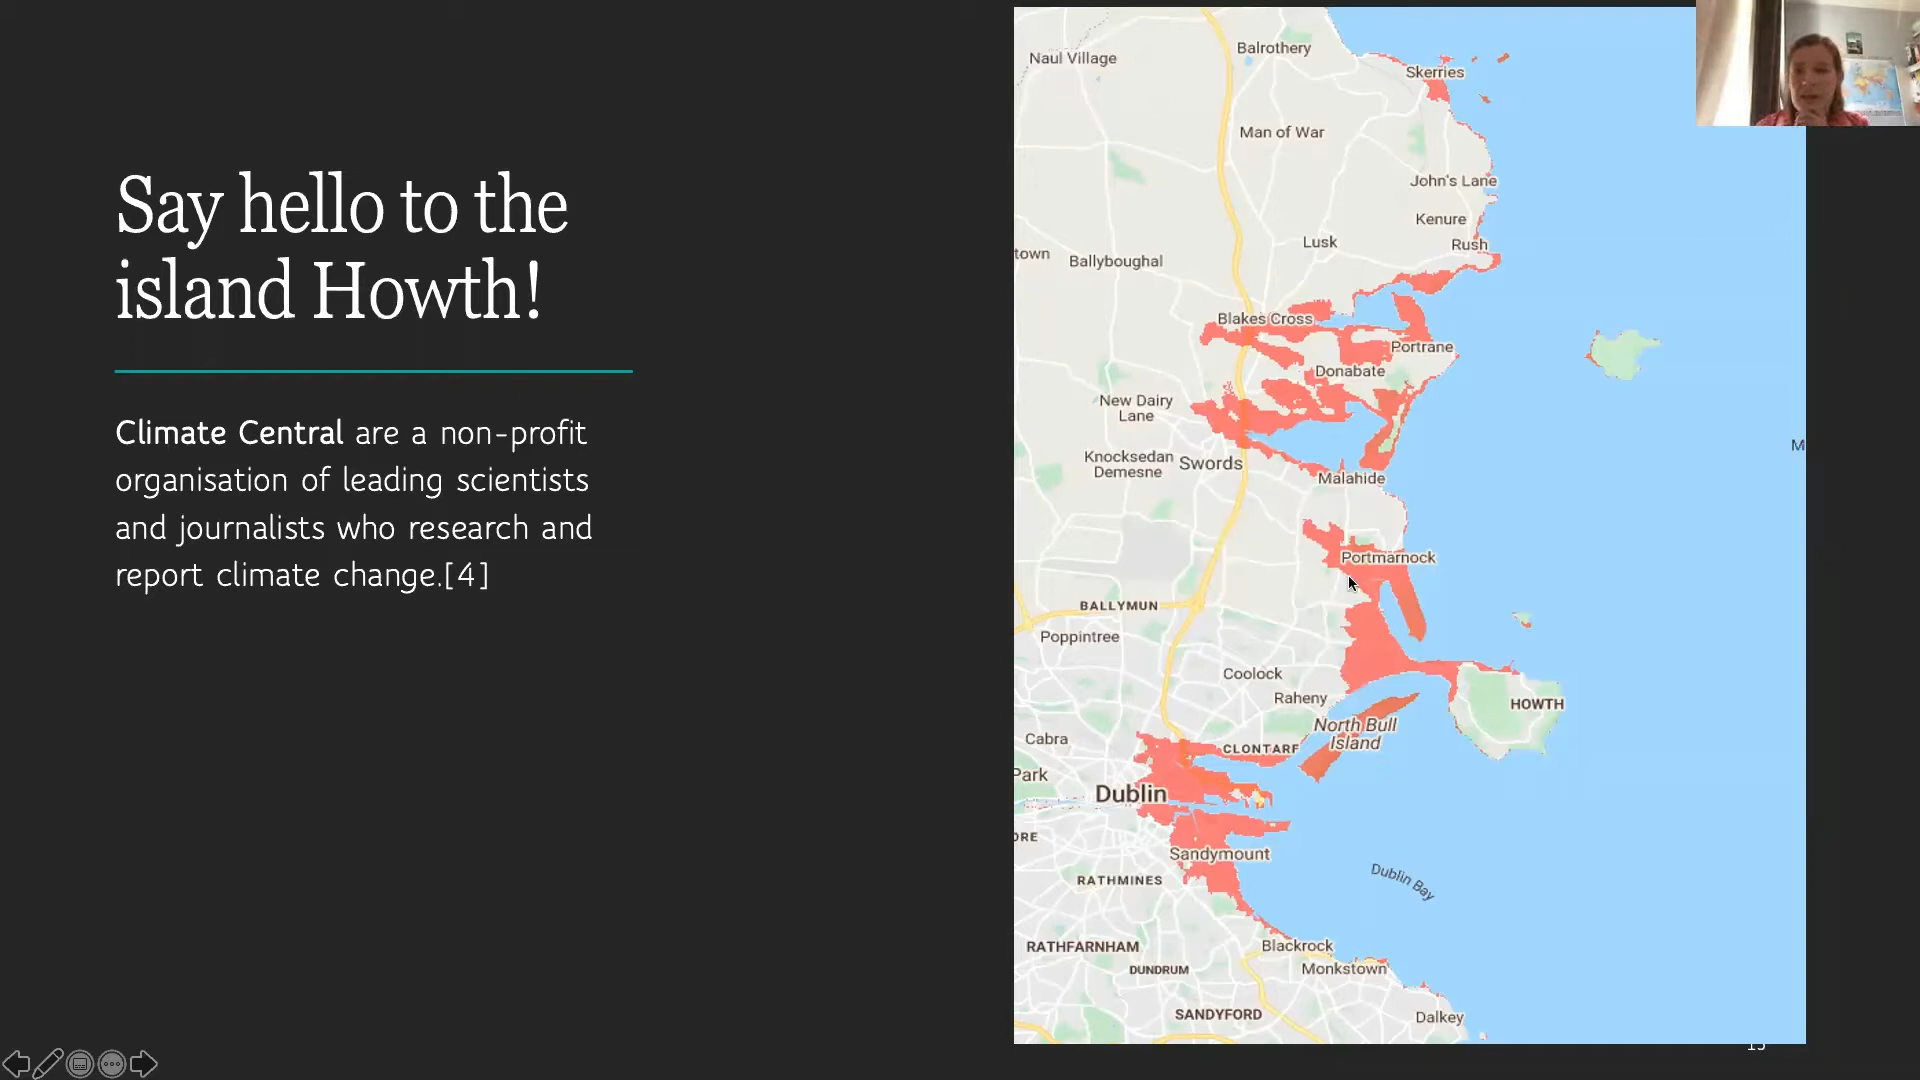 Say hello to the
island Howth!
Climate Central are a non-profit
organisation of leading scientists
and journalists who research and
report climate change.[4]
Naul Village
Balrothery
Skerries
Man of War
John's Lane
Kenure
Rush
Lusk
town
Ballyboughal
Blakes Cross
Portrane
Donabate
New Dairy
Lane
M
Knocksedan
Demesne
Swords
Malahide
Portmarnock
BALLYMUN
Poppintree
Coolock
Raheny
HOWTH
North Bull
Island
Cabra
CLONTARF
Park
Dublin
ORE
Sandymount
Dublin Bay
RATHMINES
RATHFARNHAM
Blackrock
DUNDRUM
Monkstown
SANDYFORD
Dalkey